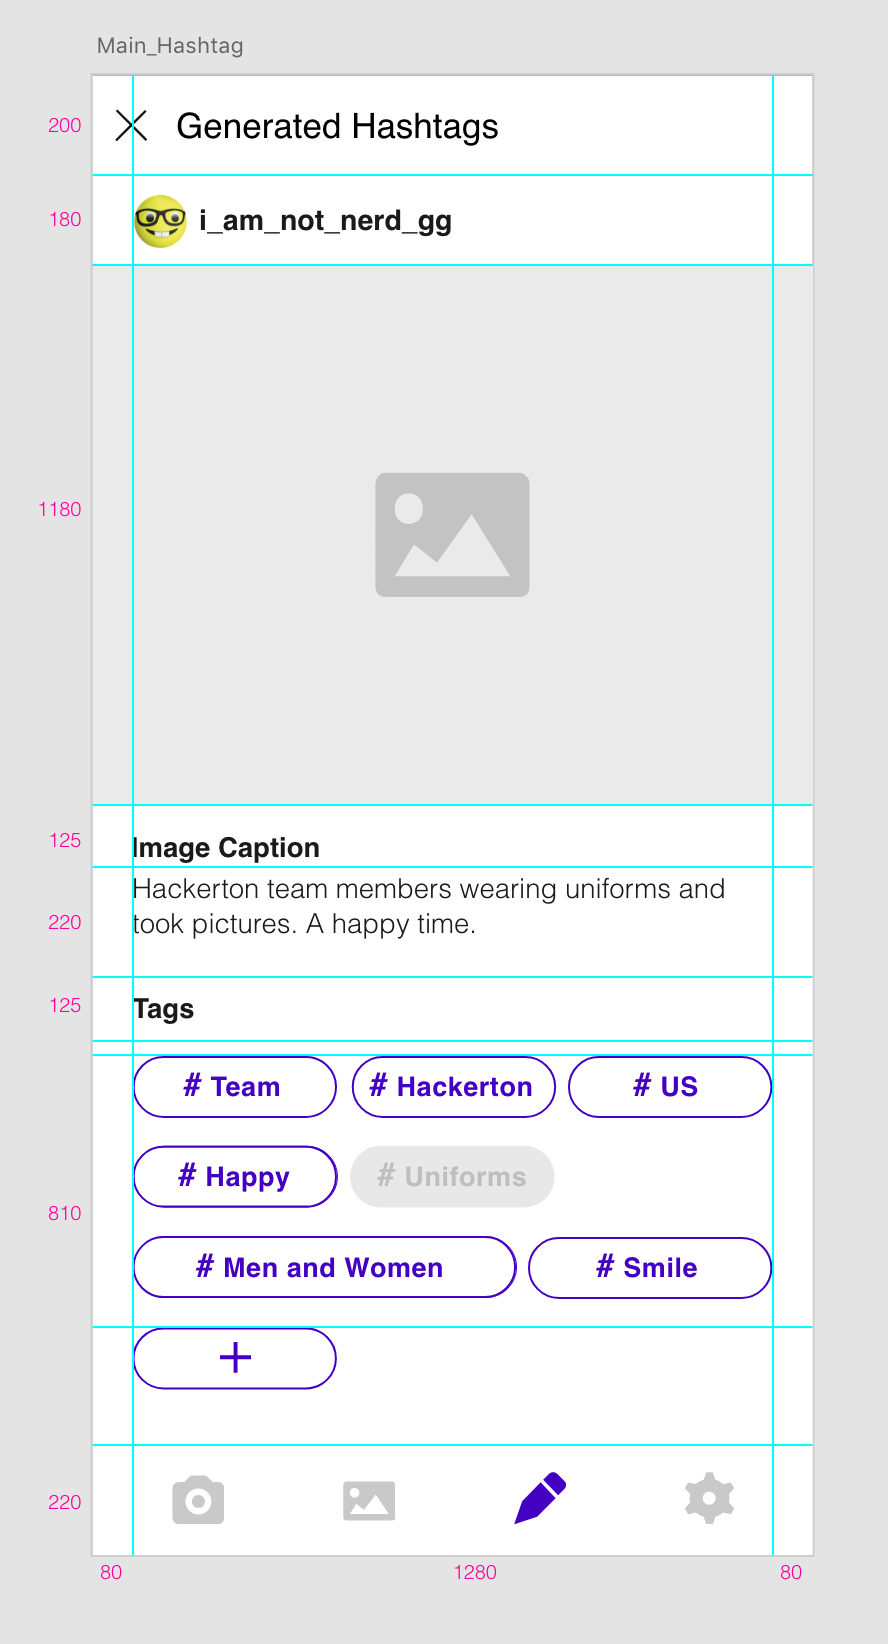 Main_Hashtag
200
Generated Hashtags
180
i_am_not_nerd_gg
1180
125
Image Caption
Hackerton team members wearing uniforms and
220
took pictures. A happy time.
125
Tags
# Team
# Hackerton
# US
# Happy
# Uniforms
810
# Men and Women
# Smile
+
220
80
1280
80